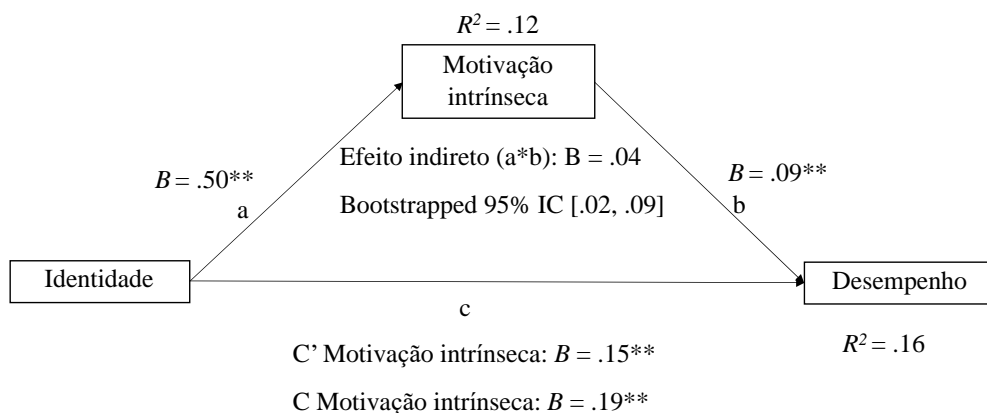 R² = .12
Motivação
intrínseca
Efeito indireto (a*b): B = .04
B = .50**
B = .09**
Bootstrapped 95% IC [.02, .09]
a
b
Identidade
Desempenho
c
C’ Motivação intrínseca: B = .15**
R² = .16
C Motivação intrínseca: B = .19**